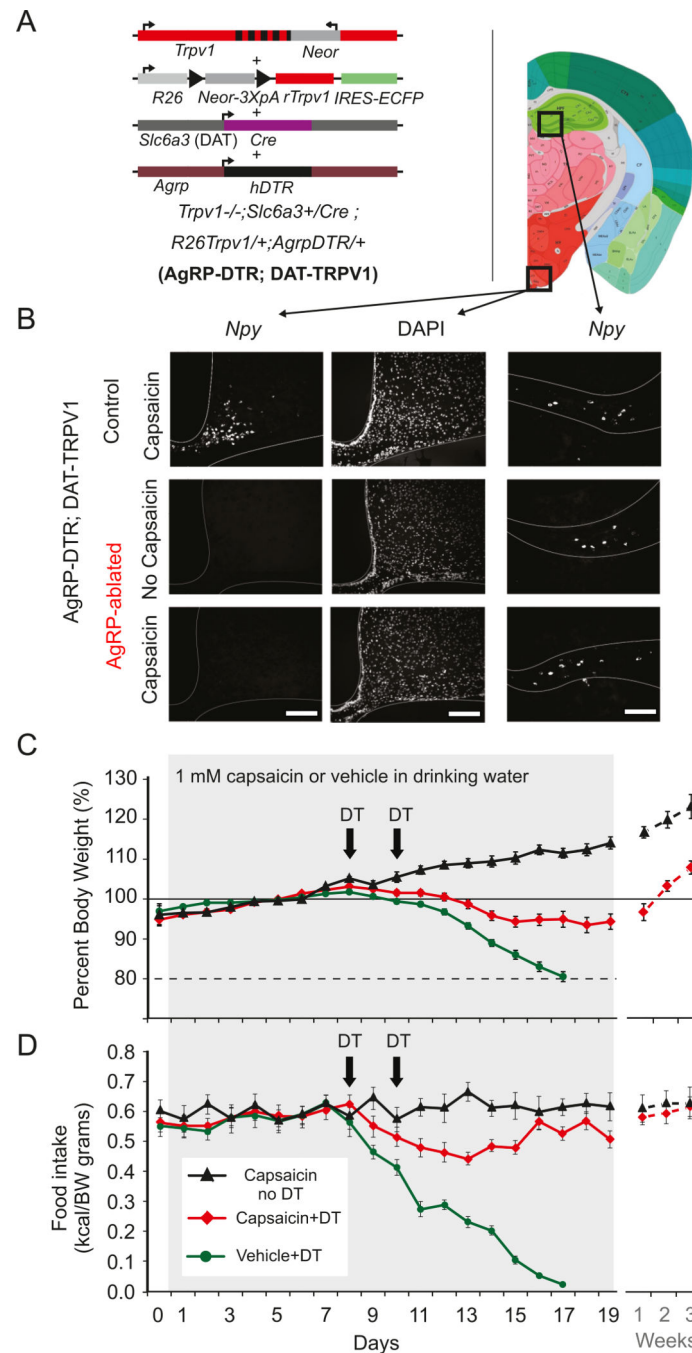 A
Trpv1 Neor
+
R26 Neor-3XpA rTrpv1 IRES-ECFP
+
Slc6a3 (DAT) Cre
+
Agrp hDTR
Trpv1-/-;Slc6a3+/Cre ;
R26Trpv1/+;AgrpDTR/+
(AgRP-DTR; DAT-TRPV1)
B
Npy DAPI Npy
AgRP-DTR; DAT-TRPV1
Control
Capsaicin
AgRP-ablated
No Capsaicin
Capsaicin
C
1 mM capsaicin or vehicle in drinking water
DT DT
Percent Body Weight (%)
130
120
110
100
90
80
D
DT DT
Food intake
(kcal/BW grams)
0.8
0.7
0.6
0.5
0.4
0.3
0.2
0.1
0.0
Capsaicin
no DT
Capsaicin+DT
Vehicle+DT
0 1 3 5 7 9 11 13 15 17 19 1 2 3
Days Weeks